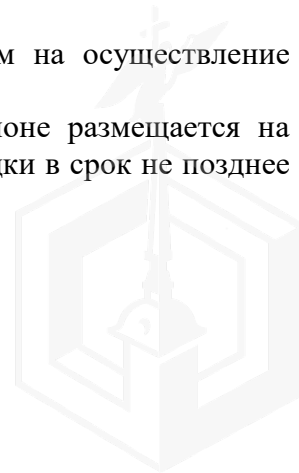 м на осуществление
оне размещается на
дки в срок не позднее